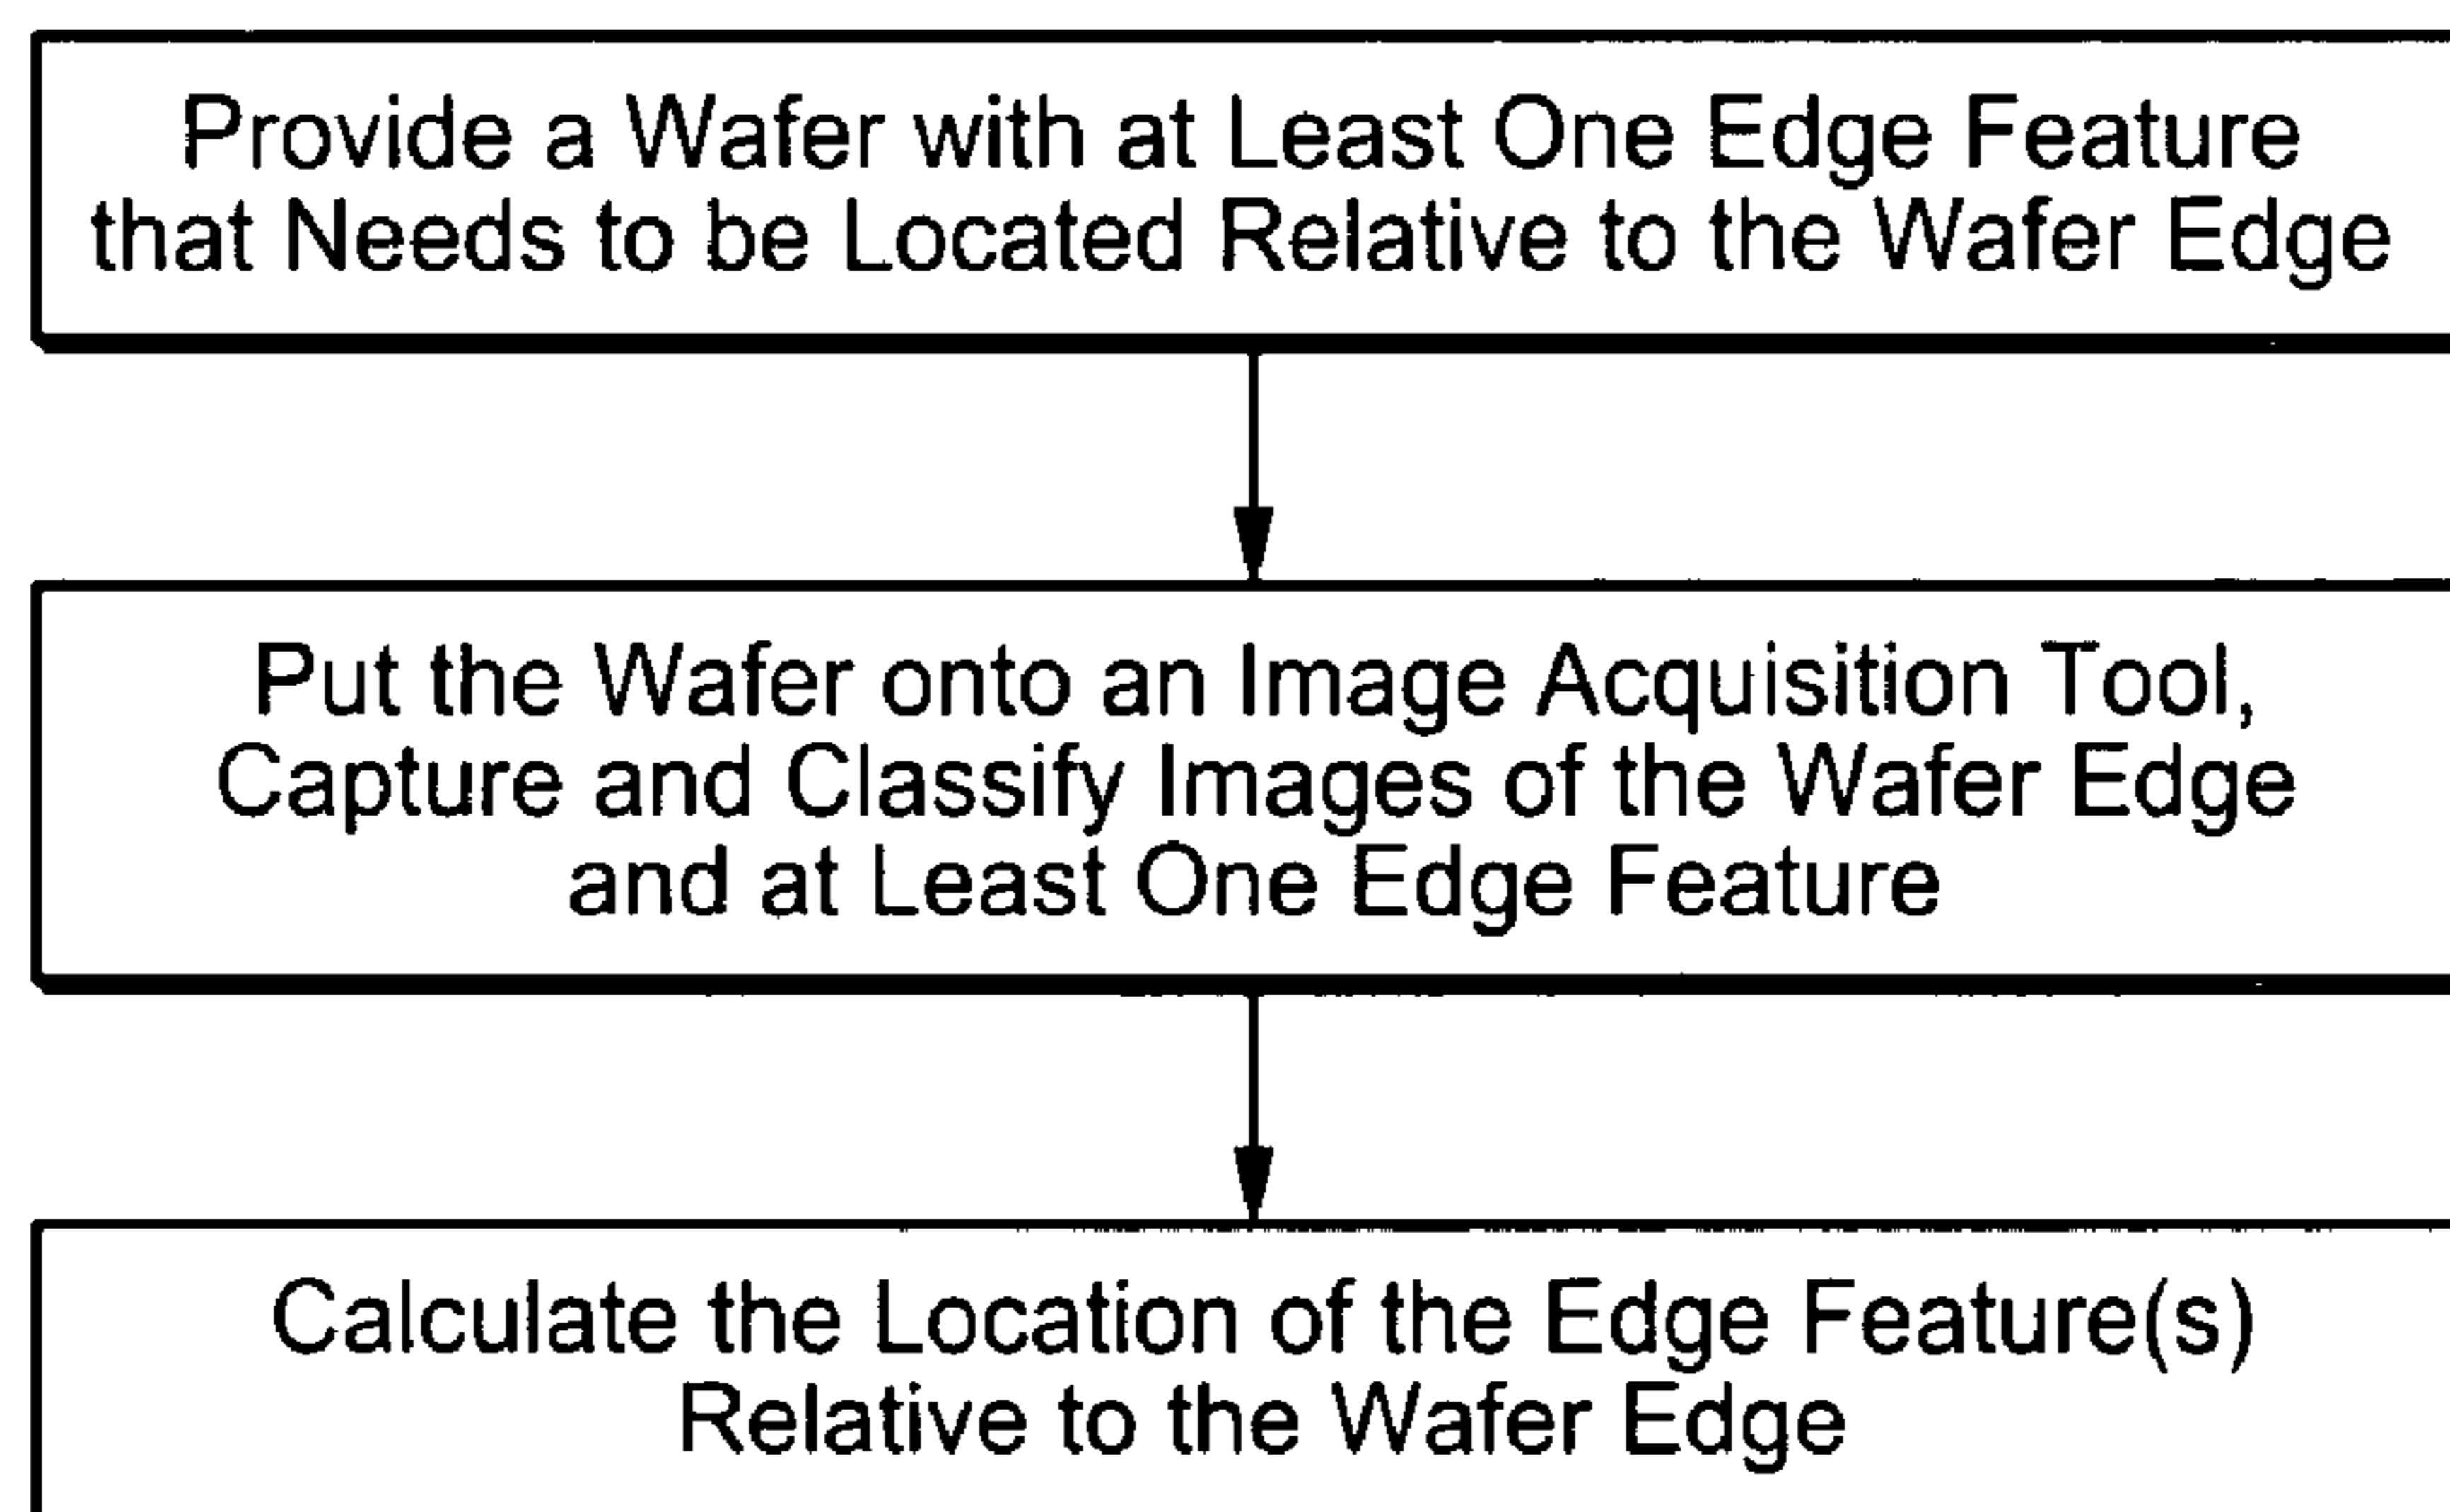 Provide a Wafer with at Least One Edge Feature
that Needs to be Located Relative to the Wafer Edge
Put the Wafer onto an Image Acquisition Tool,
Capture and Classify Images of the Wafer Edge
and at Least One Edge Feature
Calculate the Location of the Edge Feature(s)
Relative to the Wafer Edge